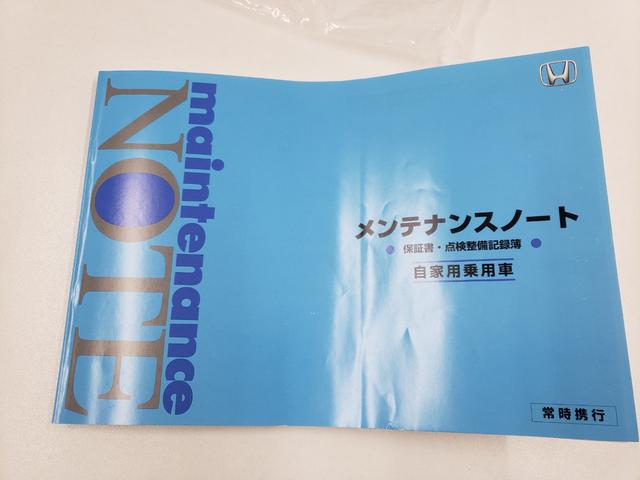 maintenance
NOTE
メンテナンスノート
保証書・点検整備記録簿
自家用乗用車
常時携行